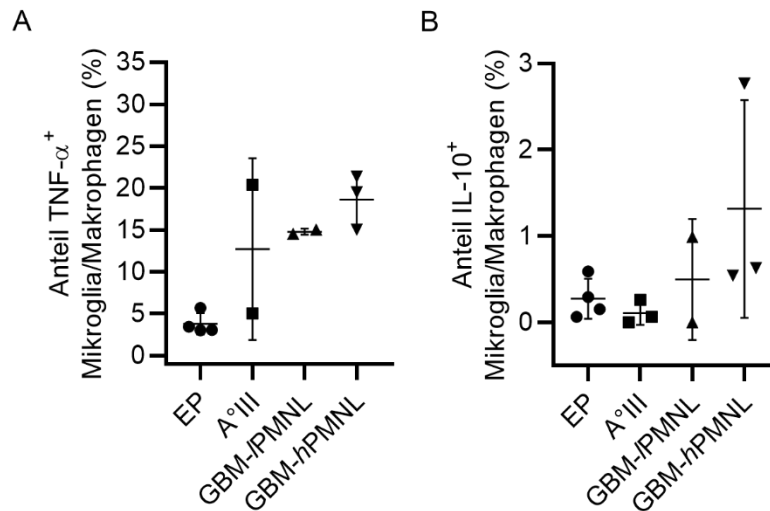 A
Anteil TNF-α⁺
Mikroglia/Makrophagen (%)
35
30
25
20
15
10
5
0
EP
A°III
GBM-lPMNL
GBM-hPMNL
B
Anteil IL-10⁺
Mikroglia/Makrophagen (%)
3
2
1
0
EP
A°III
GBM-lPMNL
GBM-hPMNL